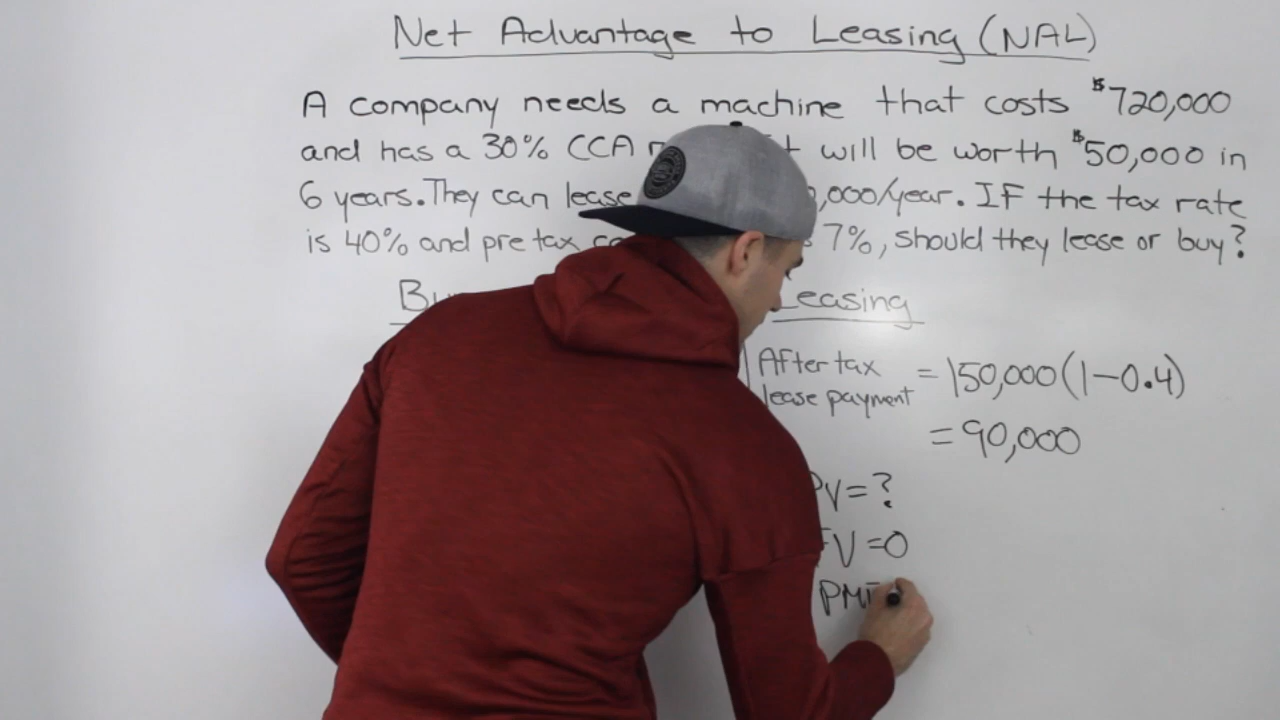 Net Advantage to Leasing (NAL)
A company needs a machine that costs $720,000
and has a 30% CCA will be worth $50,000 in
6 years. They can lease ,000/year. IF the tax rate
is 40% and pre tax 7%, should they lease or buy?
Leasing
After tax
lease payment = 150,000(1-0.4)
= 90,000
PV=?
FV=0
PMT